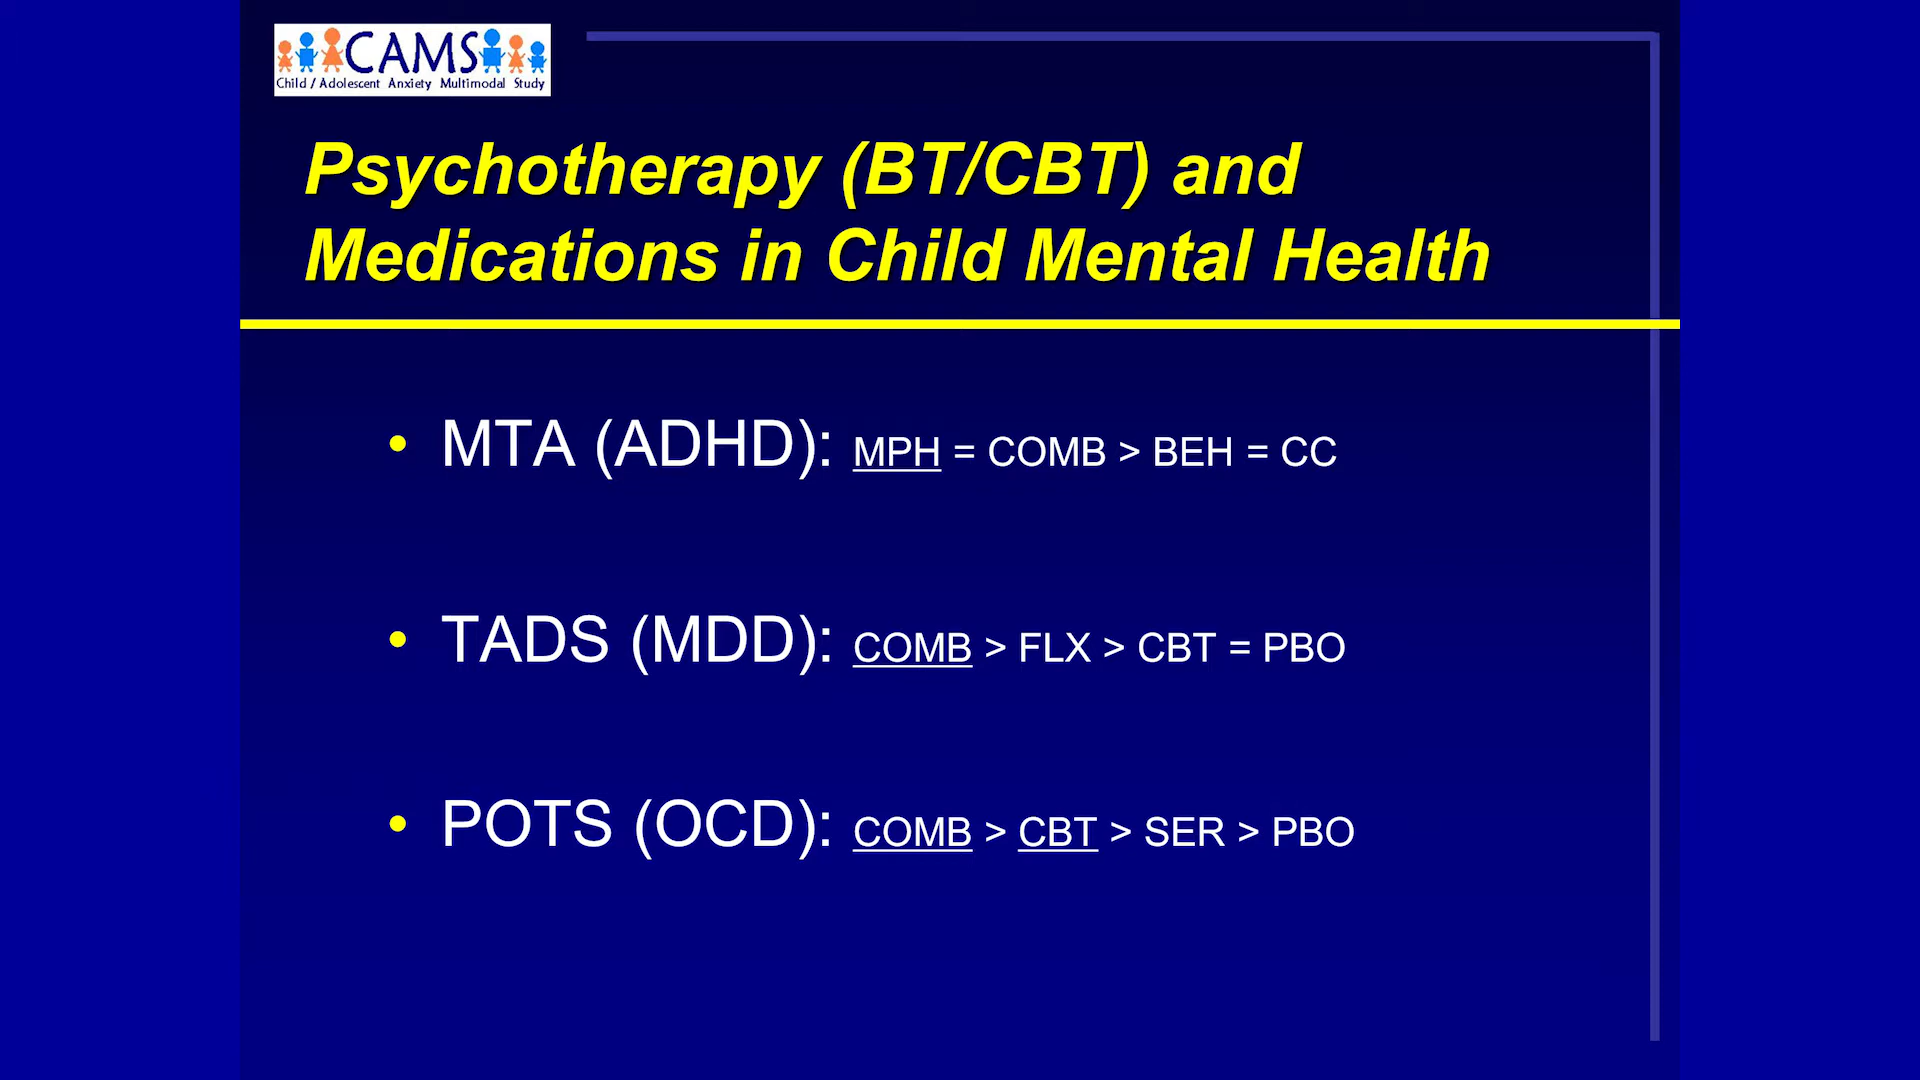 CAMS
Child / Adolescent Anxiety Multimodal Study
Psychotherapy (BT/CBT) and
Medications in Child Mental Health
• MTA (ADHD): MPH = COMB > BEH = CC
• TADS (MDD): COMB > FLX > CBT = PBO
• POTS (OCD): COMB > CBT > SER > PBO